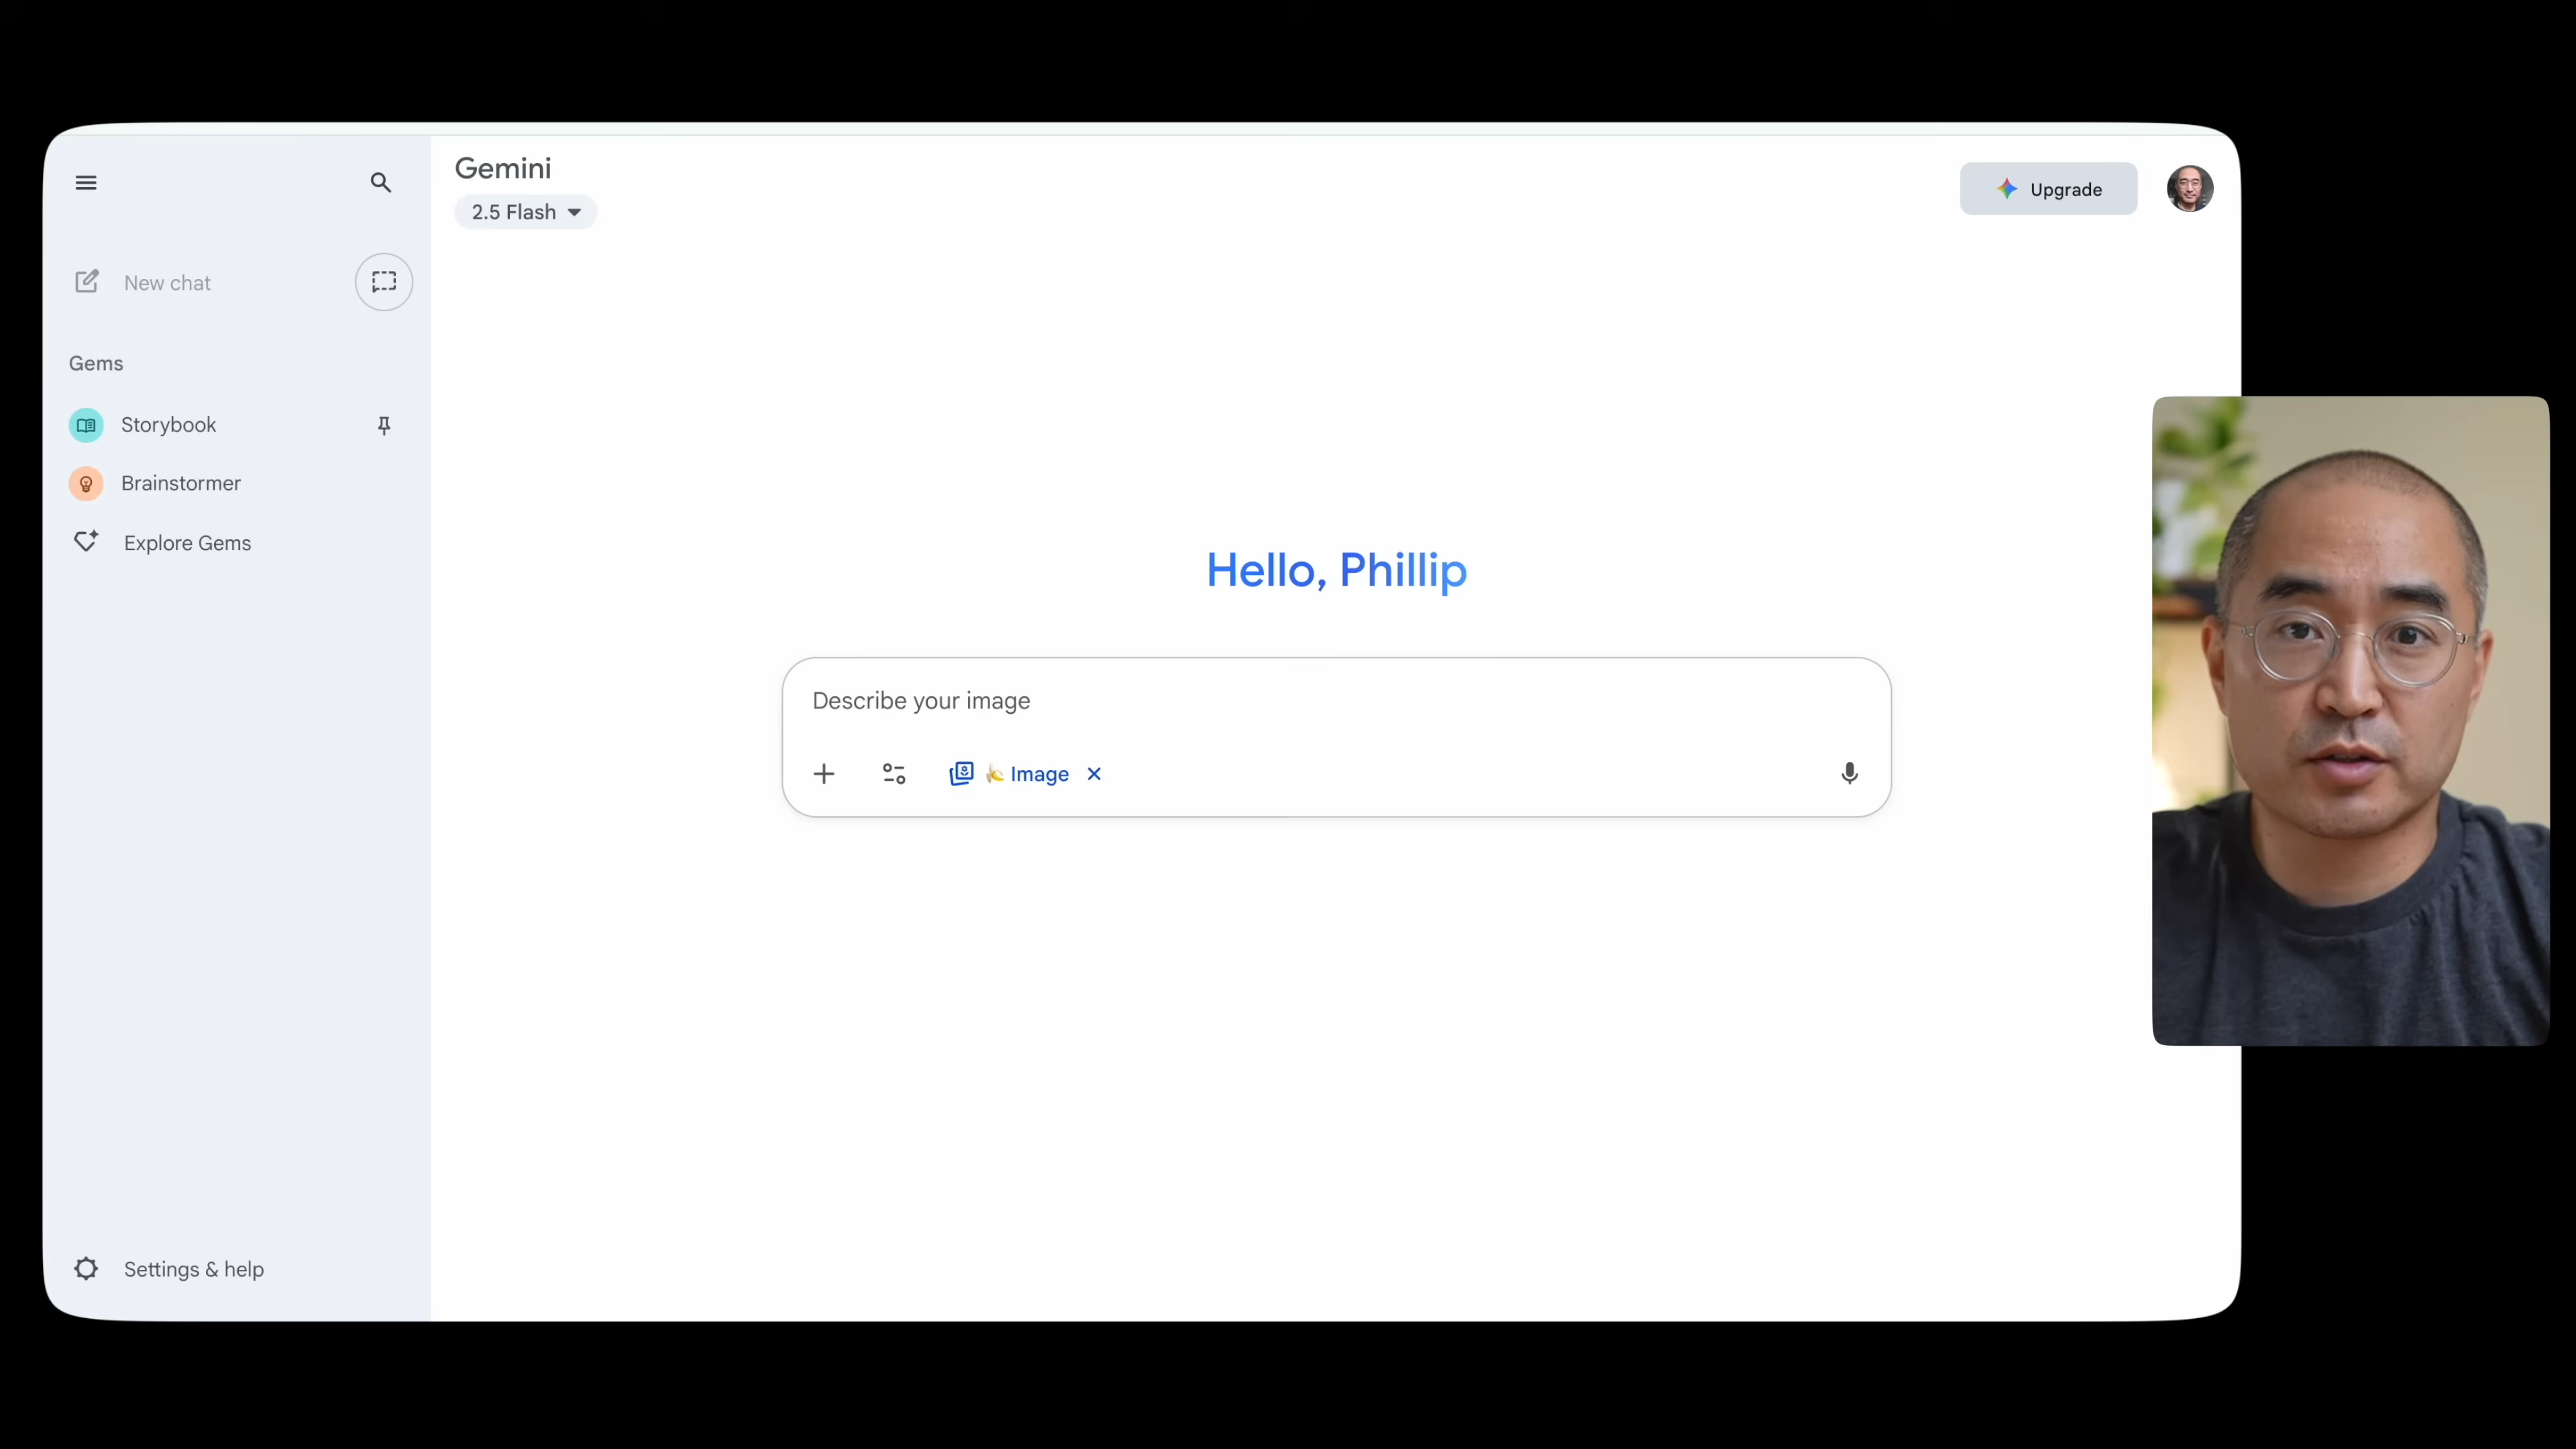 Gemini
2.5 Flash
Upgrade
New chat
Gems
Storybook
Brainstormer
Explore Gems
Hello, Phillip
Describe your image
Image
Settings & help